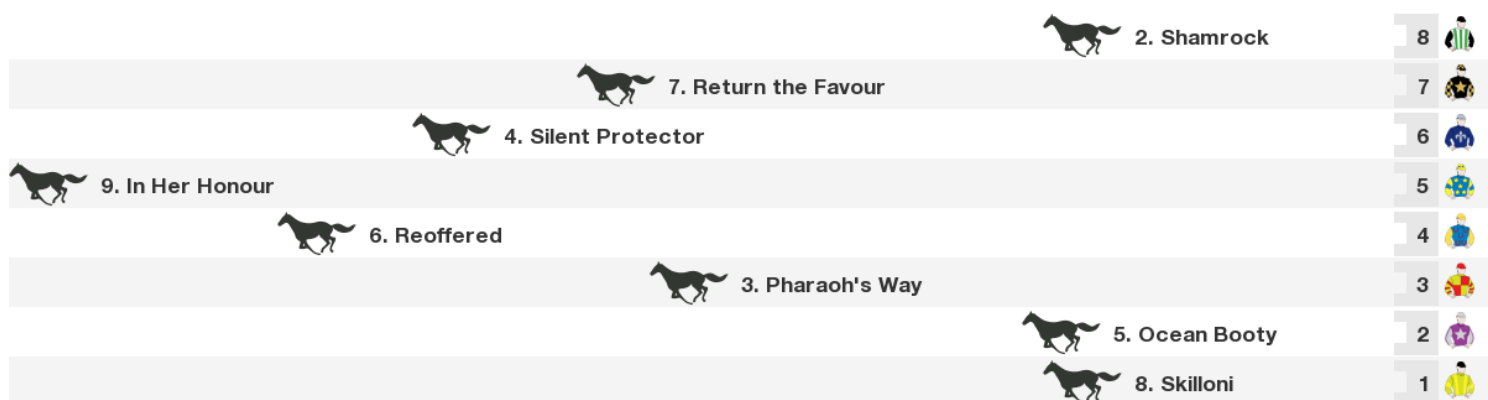 2. Shamrock 8
7. Return the Favour 7
4. Silent Protector 6
9. In Her Honour 5
6. Reoffered 4
3. Pharaoh's Way 3
5. Ocean Booty 2
8. Skilloni 1